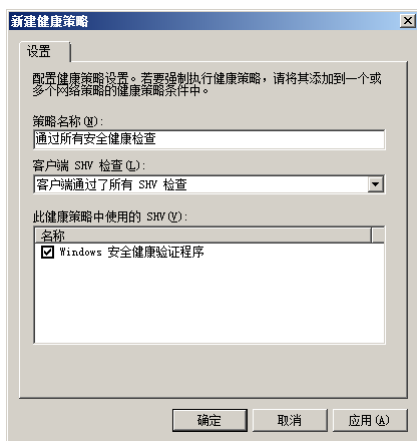 新建健康策略
设置
配置健康策略设置。若要强制执行健康策略，请将其添加到一个或
多个网络策略的健康策略条件中。
策略名称(N):
通过所有安全健康检查
客户端 SHV 检查(L):
客户端通过了所有 SHV 检查
此健康策略中使用的 SHV(V):
名称
Windows 安全健康验证程序
确定 取消 应用(A)